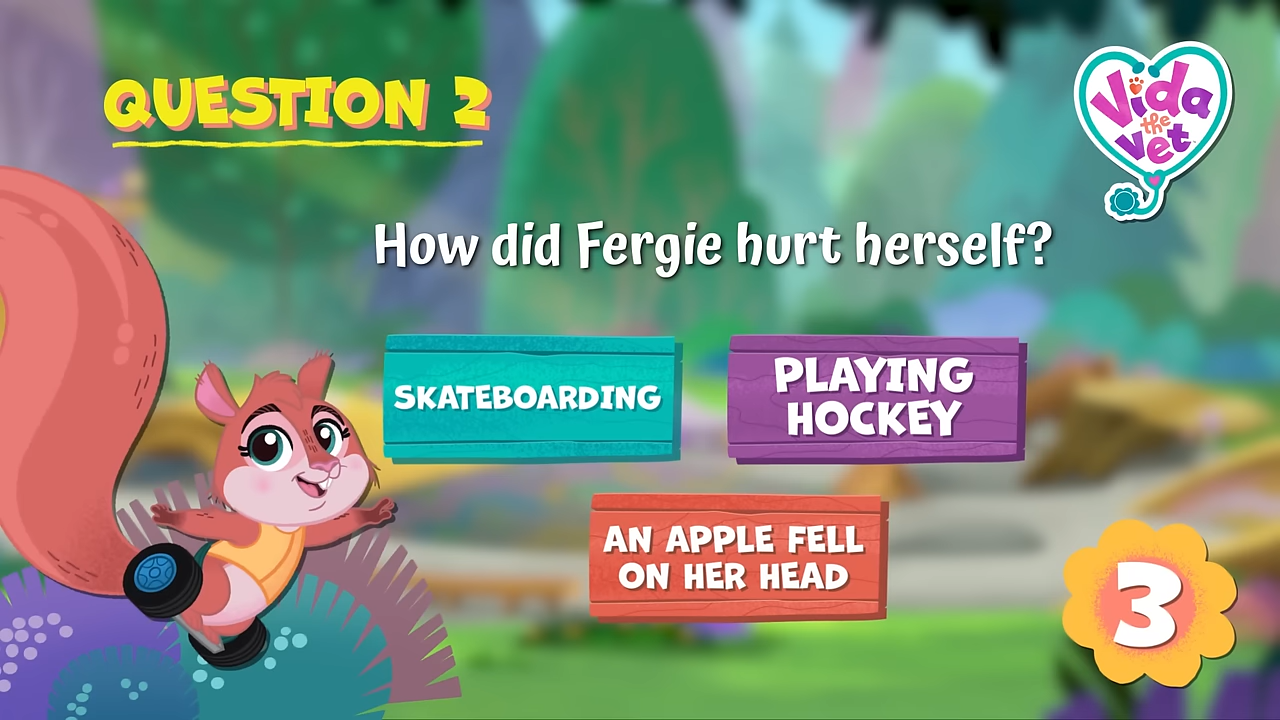 QUESTION 2
Vida
the
Vet
How did Fergie hurt herself?
SKATEBOARDING
PLAYING
HOCKEY
AN APPLE FELL
ON HER HEAD
3